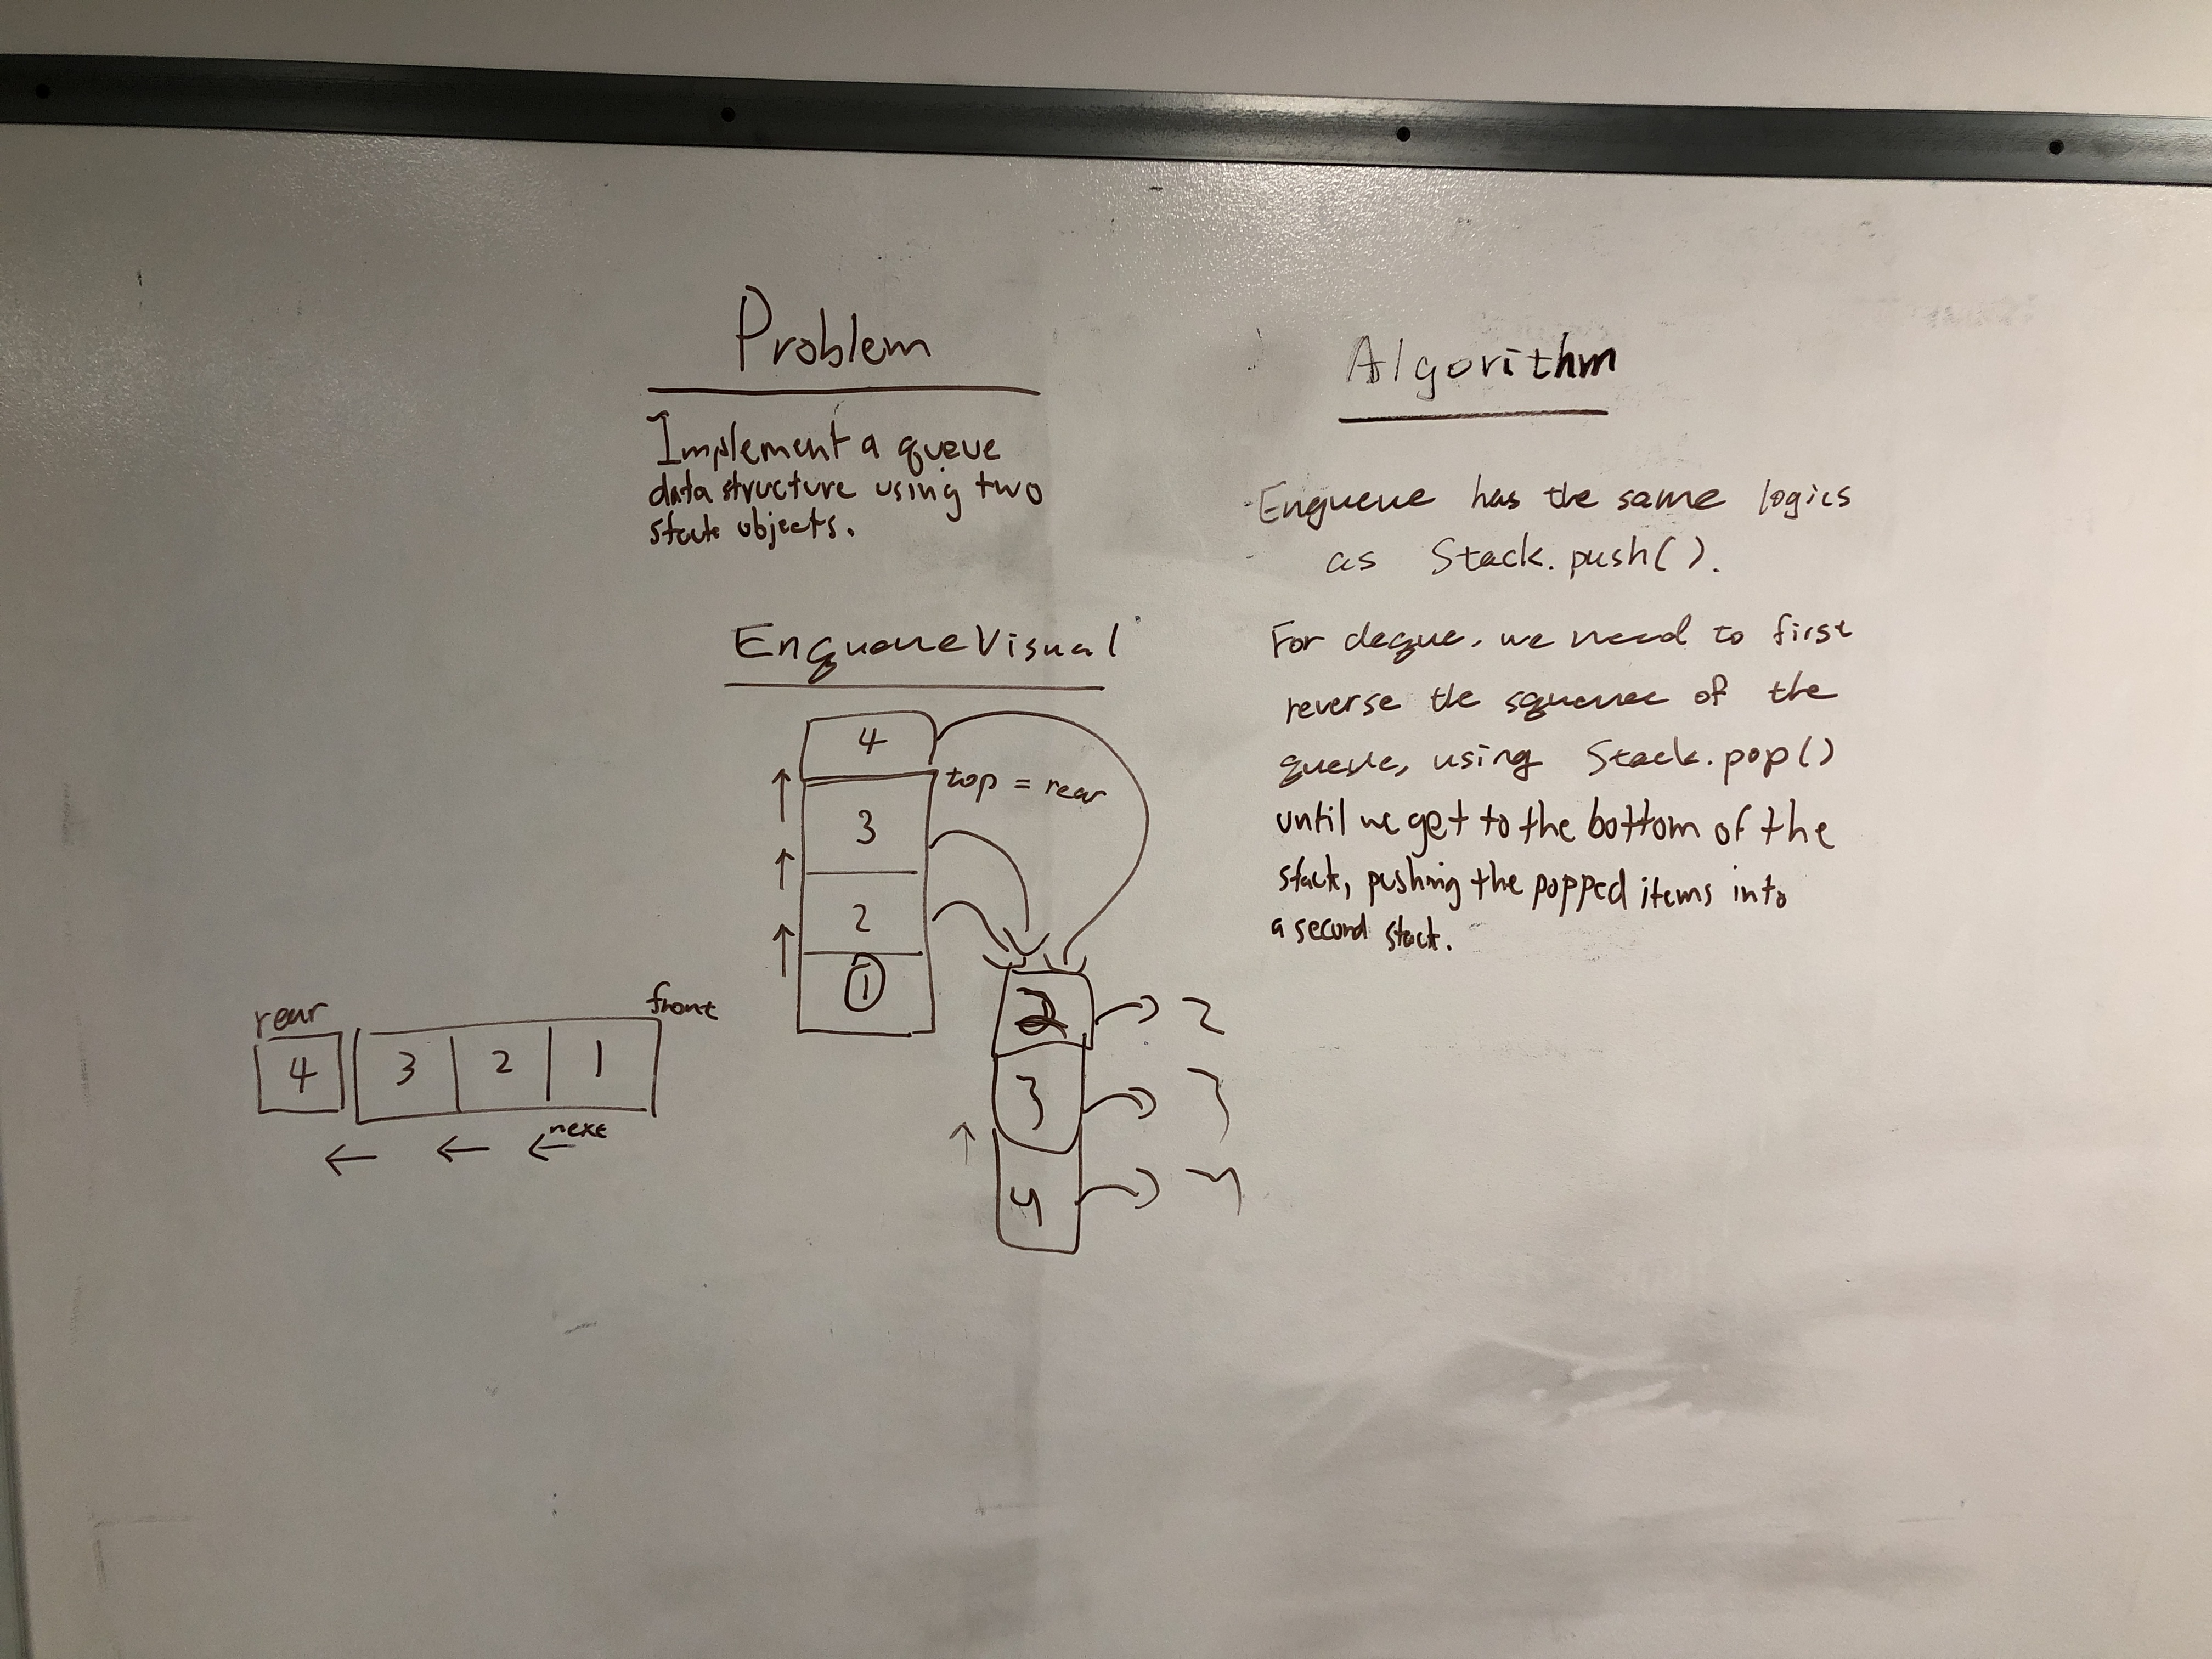 Problem
Implement a queue
data structure using two
stack objects.
Enqueue Visual
4
top = rear
3
2
1
rear
front
4 3 2 1
next
2
2
3
3
4
4
Algorithm
Enqueue has the same logics
as Stack.push().
For deque, we need to first
reverse the squence of the
queue, using Stack.pop()
until we get to the bottom of the
stack, pushing the popped items into
a second stack.